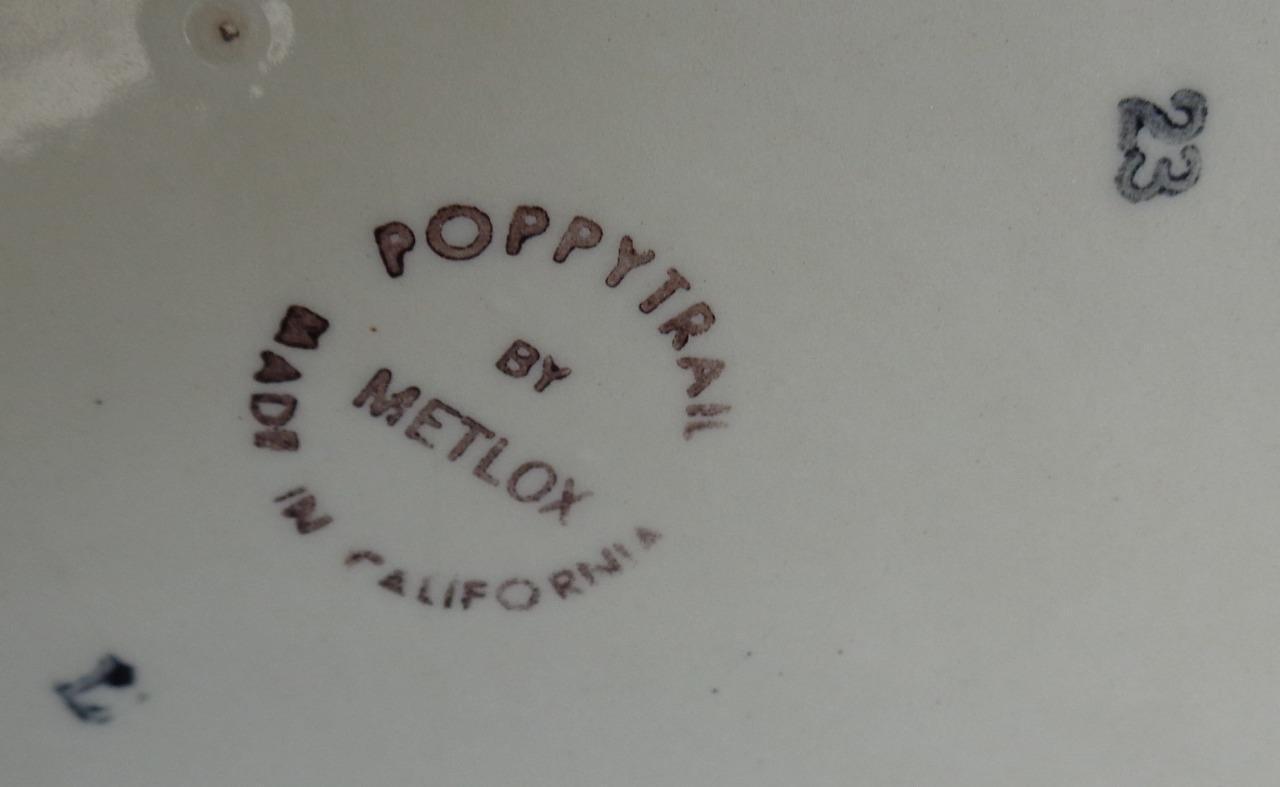 POPPYTRAIL
BY
METLOX
MADE IN CALIFORNIA
23